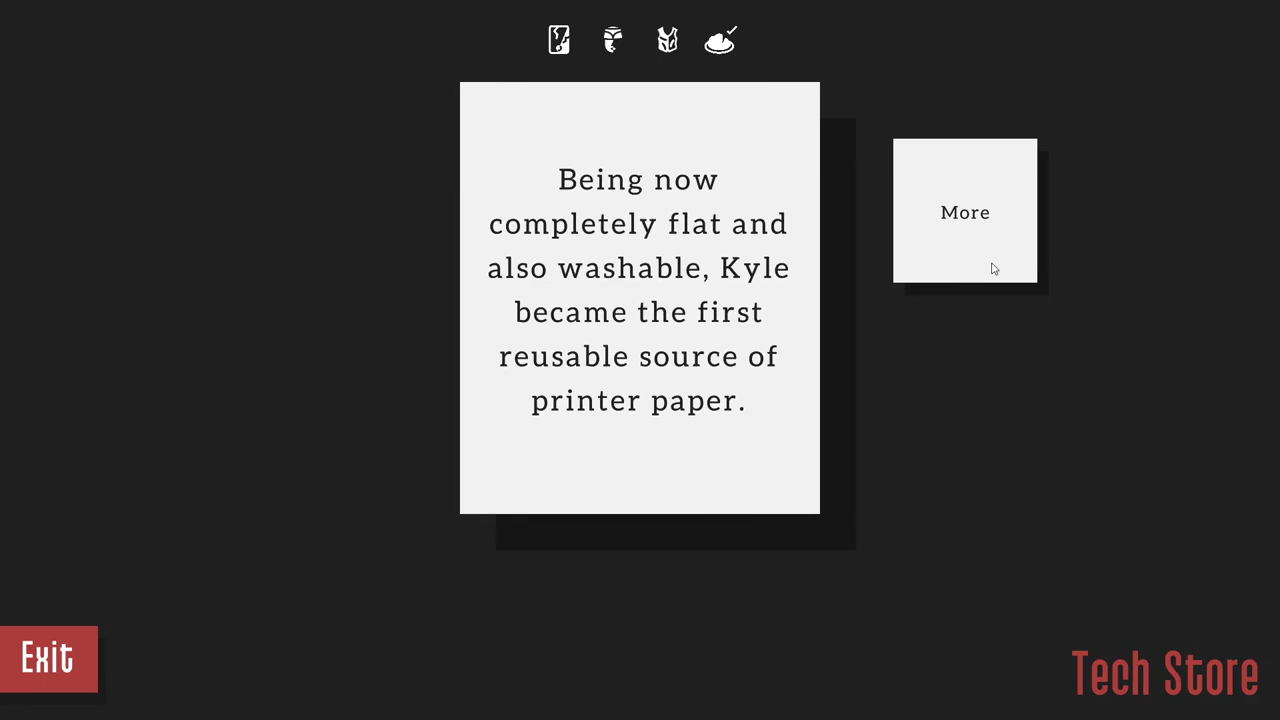 Being now
completely flat and
also washable, Kyle
became the first
reusable source of
printer paper.
More
Exit
Tech Store